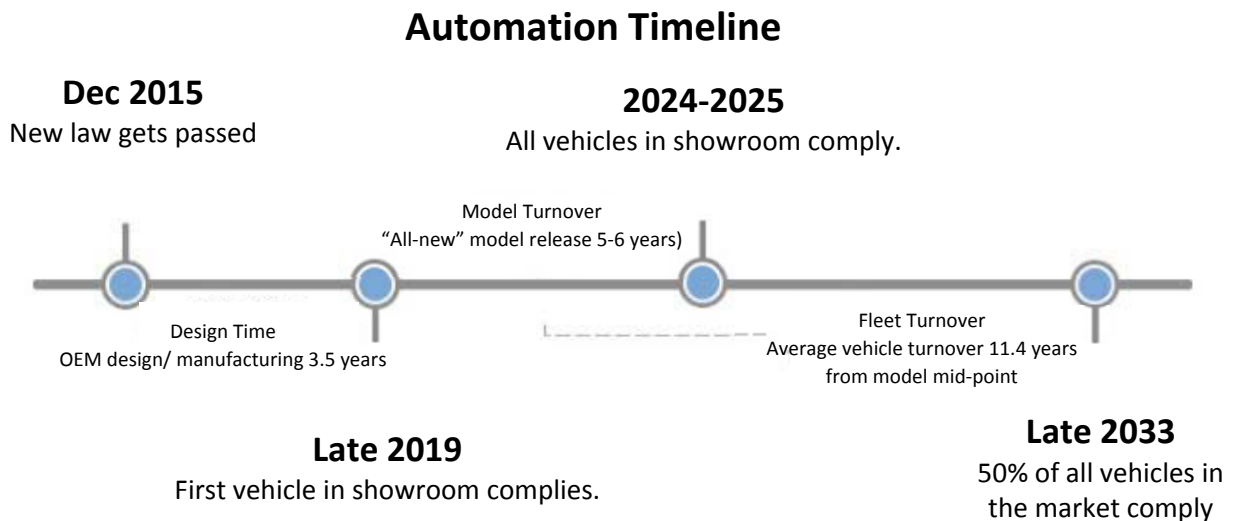 Automation Timeline
Dec 2015
New law gets passed
2024-2025
All vehicles in showroom comply.
Model Turnover
“All-new” model release 5-6 years)
Design Time
OEM design/ manufacturing 3.5 years
Fleet Turnover
Average vehicle turnover 11.4 years
from model mid-point
Late 2019
First vehicle in showroom complies.
Late 2033
50% of all vehicles in
the market comply